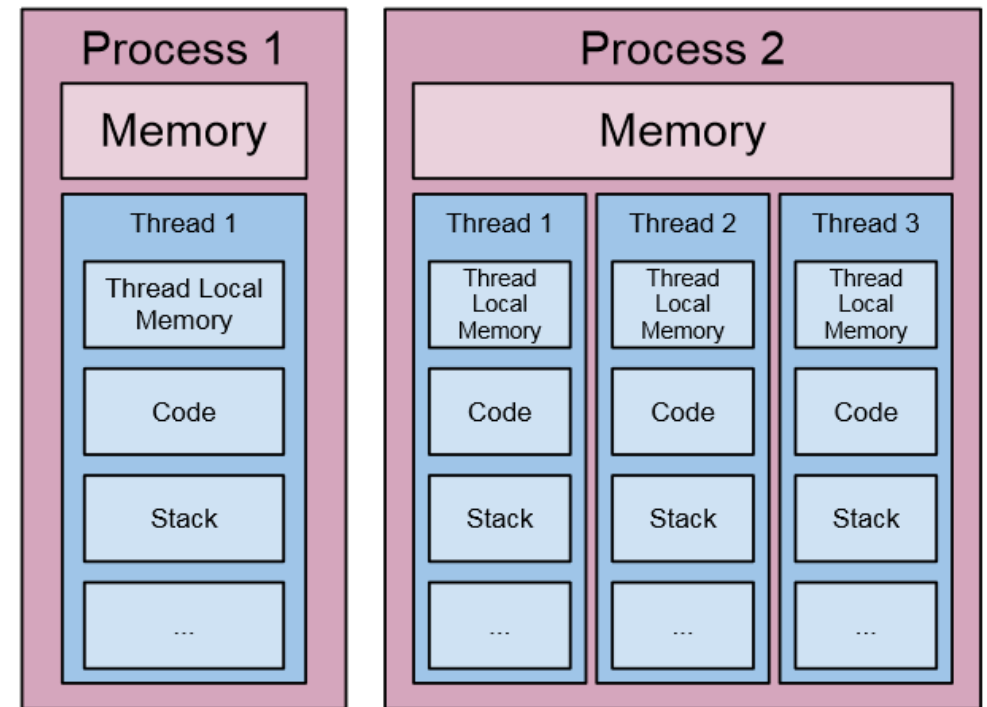 Process 1
Memory
Thread 1
Thread Local
Memory
Code
Stack
...
Process 2
Memory
Thread 1
Thread
Local
Memory
Code
Stack
...
Thread 2
Thread
Local
Memory
Code
Stack
...
Thread 3
Thread
Local
Memory
Code
Stack
...